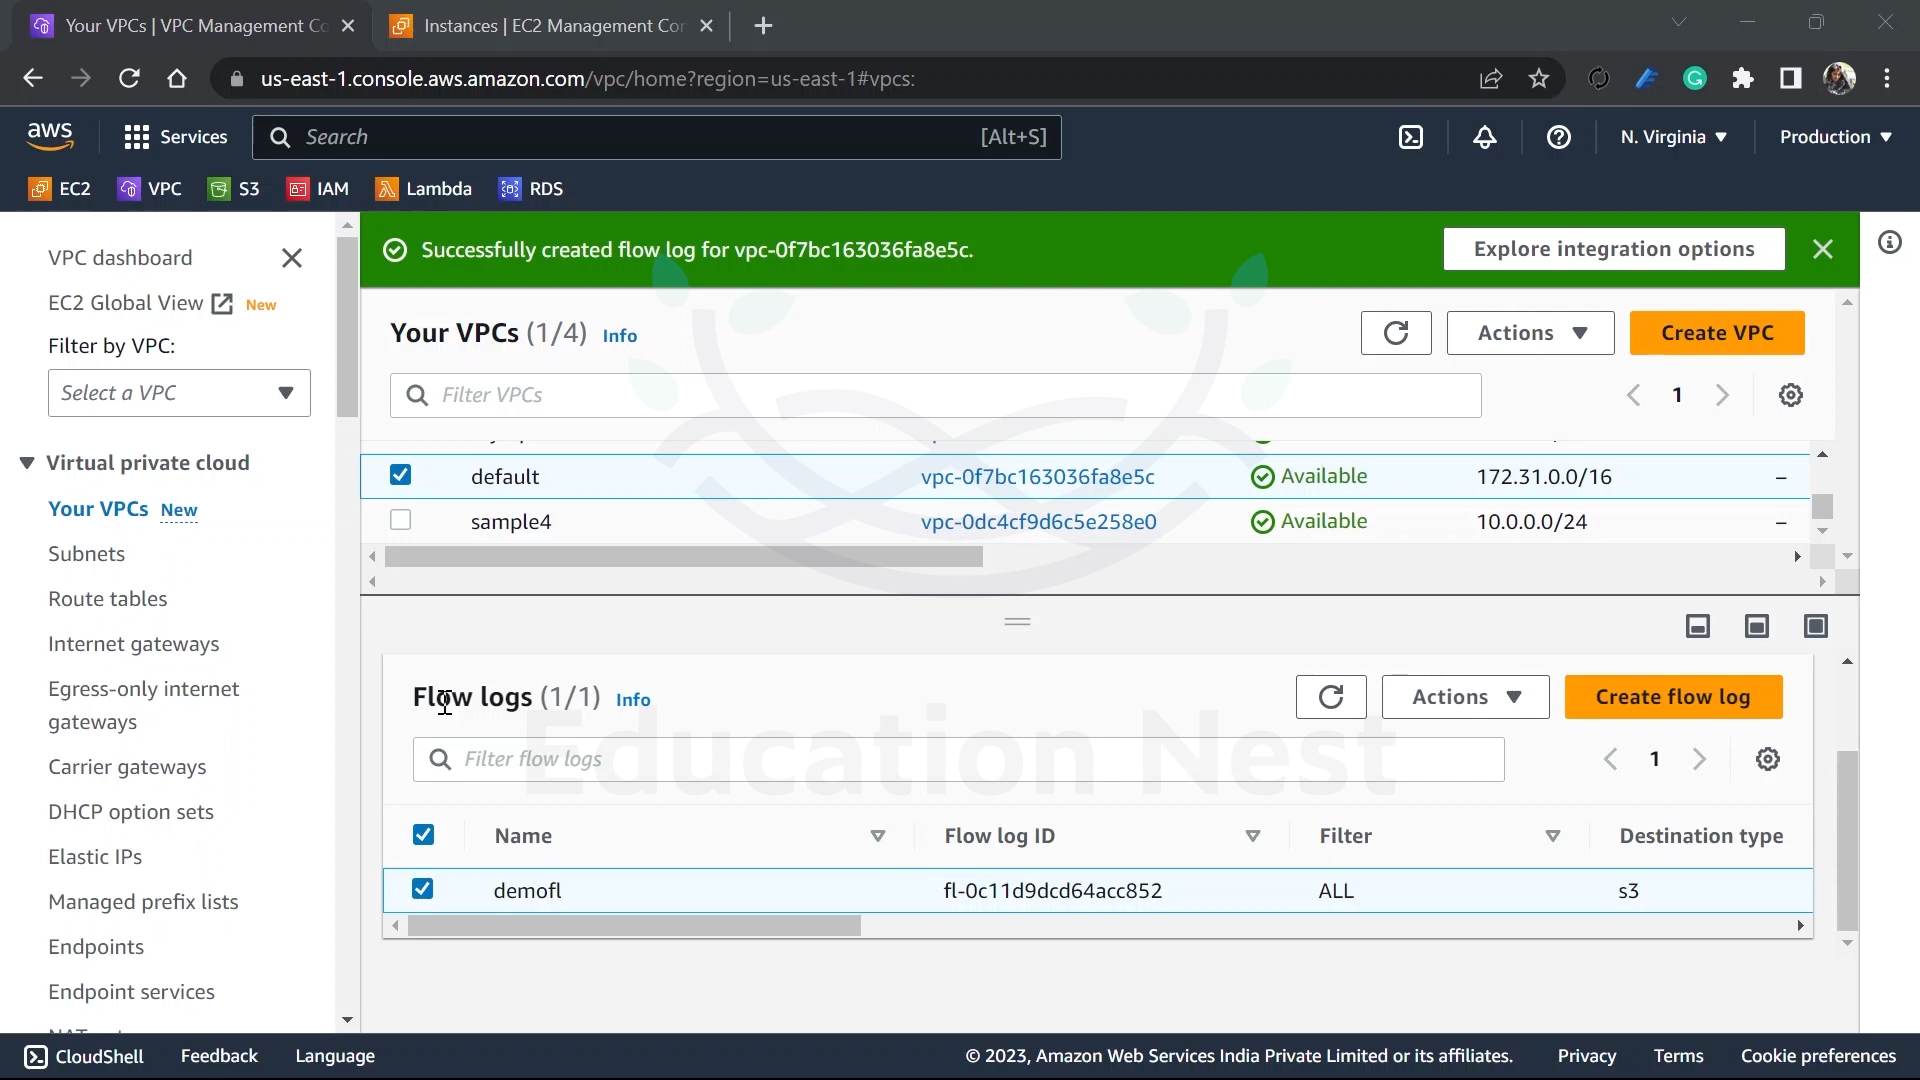 Your VPCs | VPC Management Co
Instances | EC2 Management Cor
us-east-1.console.aws.amazon.com/vpc/home?region=us-east-1#vpcs:
aws
Services
Search
[Alt+S]
N. Virginia
Production
EC2
VPC
S3
IAM
Lambda
RDS
VPC dashboard
EC2 Global View New
Filter by VPC:
Select a VPC
Virtual private cloud
Your VPCs New
Subnets
Route tables
Internet gateways
Egress-only internet
gateways
Carrier gateways
DHCP option sets
Elastic IPs
Managed prefix lists
Endpoints
Endpoint services
Successfully created flow log for vpc-0f7bc163036fa8e5c.
Explore integration options
Your VPCs (1/4) Info
Actions
Create VPC
Filter VPCs
1
default vpc-0f7bc163036fa8e5c Available 172.31.0.0/16 –
sample4 vpc-0dc4cf9d6c5e258e0 Available 10.0.0.0/24 –
Flow logs (1/1) Info
Actions
Create flow log
Filter flow logs
1
Education Nest
Name Flow log ID Filter Destination type
demofl fl-0c11d9dcd64acc852 ALL s3
CloudShell Feedback Language
© 2023, Amazon Web Services India Private Limited or its affiliates. Privacy Terms Cookie preferences